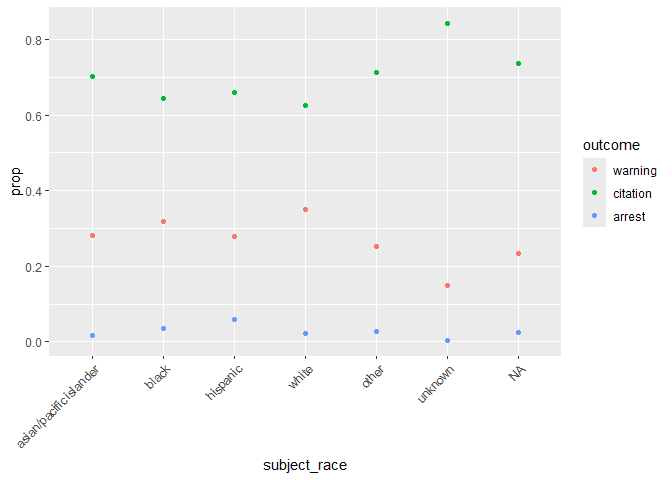 0.8
0.6
0.4
0.2
0.0
prop
asian/pacific islander
black
hispanic
white
other
unknown
NA
subject_race
outcome
warning
citation
arrest